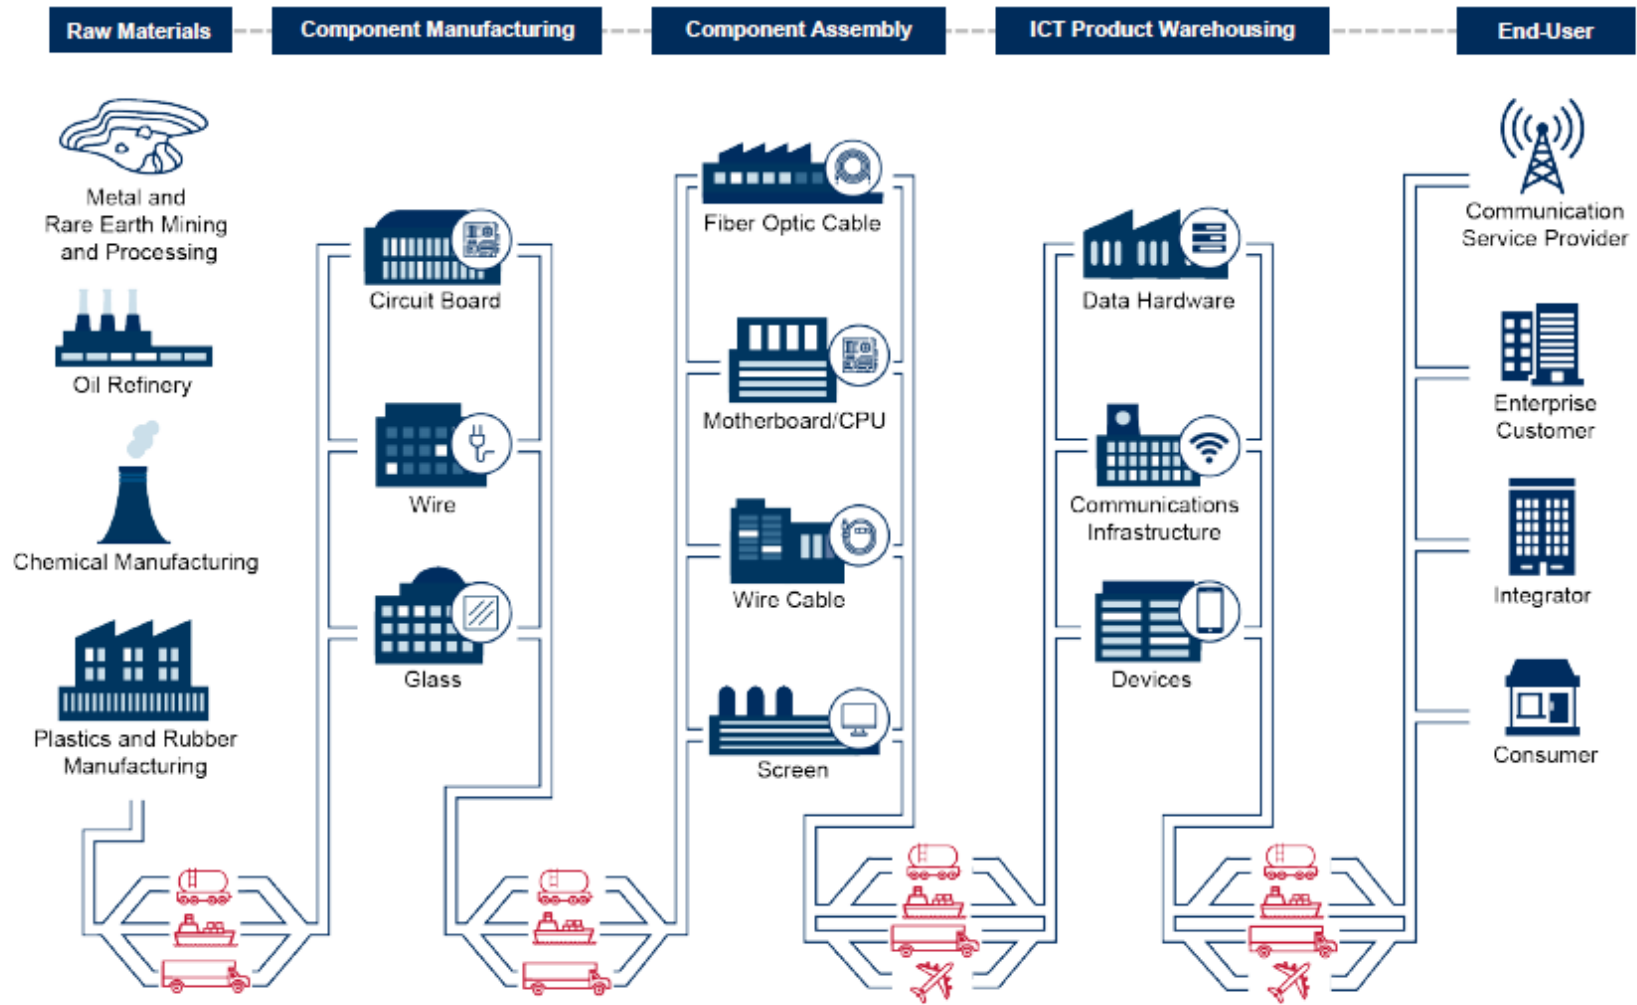 Raw Materials
Component Manufacturing
Component Assembly
ICT Product Warehousing
End-User
Metal and
Rare Earth Mining
and Processing
Oil Refinery
Chemical Manufacturing
Plastics and Rubber
Manufacturing
Circuit Board
Wire
Glass
Fiber Optic Cable
Motherboard/CPU
Wire Cable
Screen
Data Hardware
Communications
Infrastructure
Devices
Communication
Service Provider
Enterprise
Customer
Integrator
Consumer